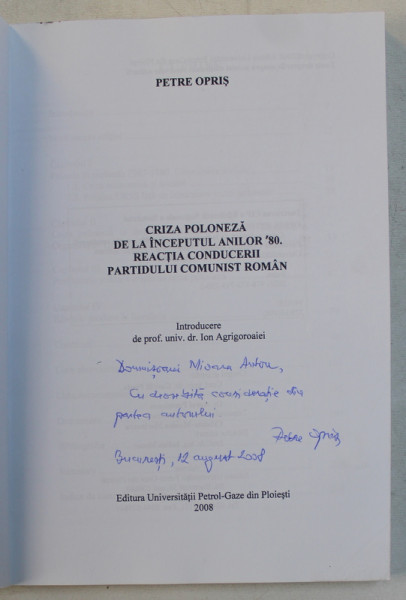 PETRE OPRIȘ
CRIZA POLONEZĂ
DE LA ÎNCEPUTUL ANILOR '80.
REACȚIA CONDUCERII
PARTIDULUI COMUNIST ROMÂN
Introducere
de prof. univ. dr. Ion Agrigoroaiei
Domnișoarei Mioara Anton,
Cu deosebită considerație din
partea autorului.
Petre Opriș
București, 12 august 2008
Editura Universității Petrol-Gaze din Ploiești
2008